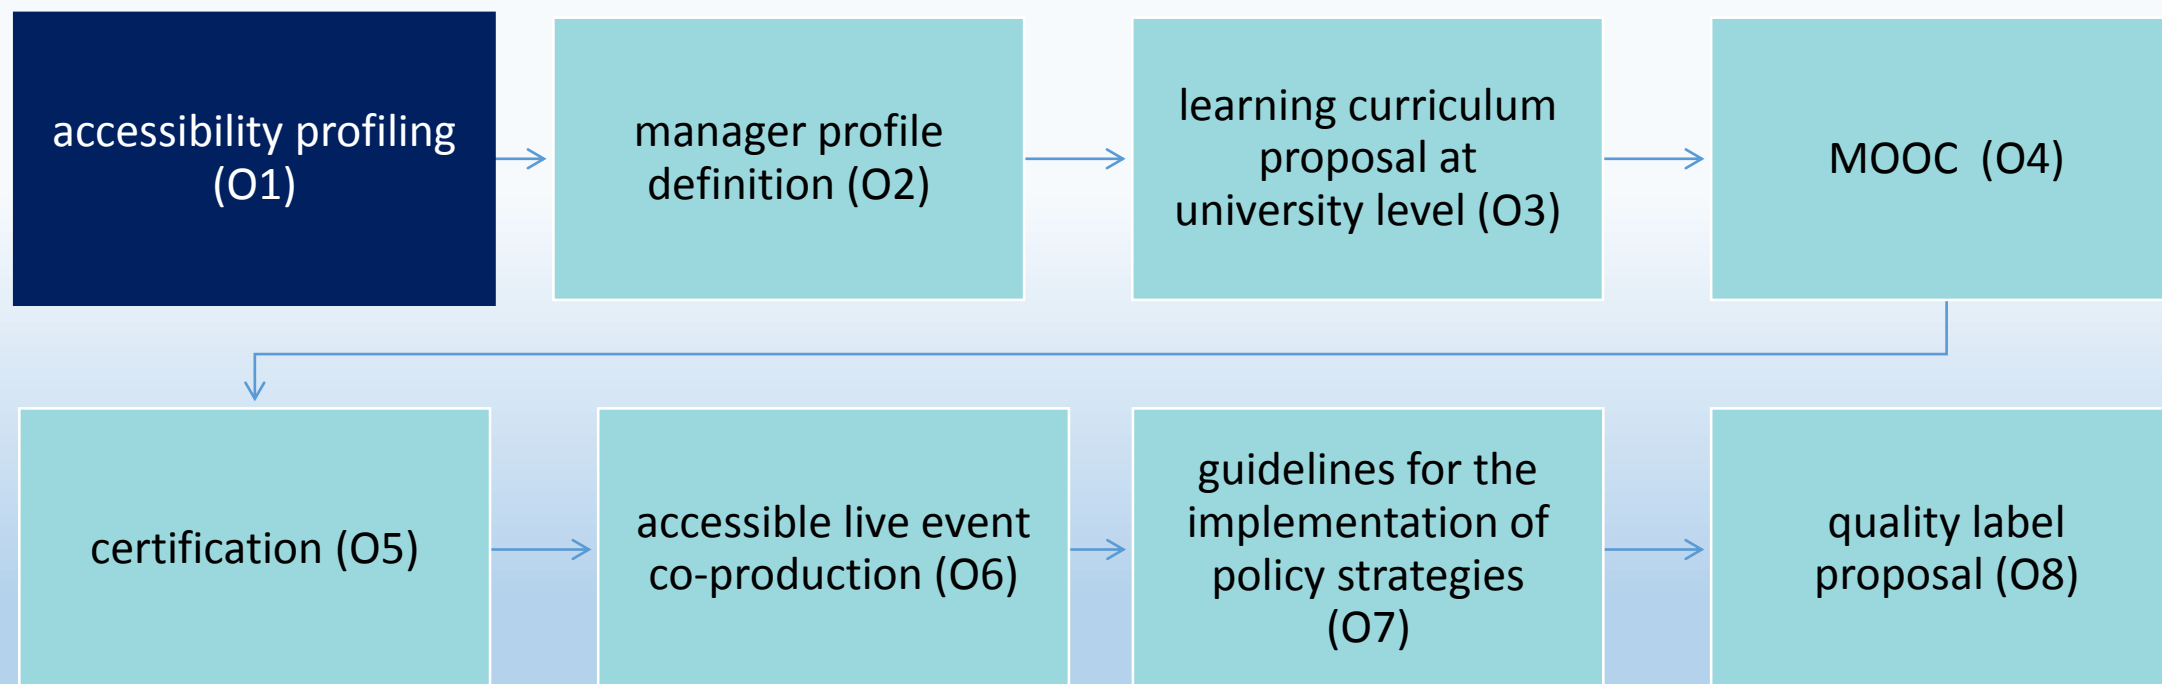 accessibility profiling
(O1)
manager profile
definition (O2)
learning curriculum
proposal at
university level (O3)
MOOC  (O4)
certification (O5)
accessible live event
co-production (O6)
guidelines for the
implementation of
policy strategies
(O7)
quality label
proposal (O8)